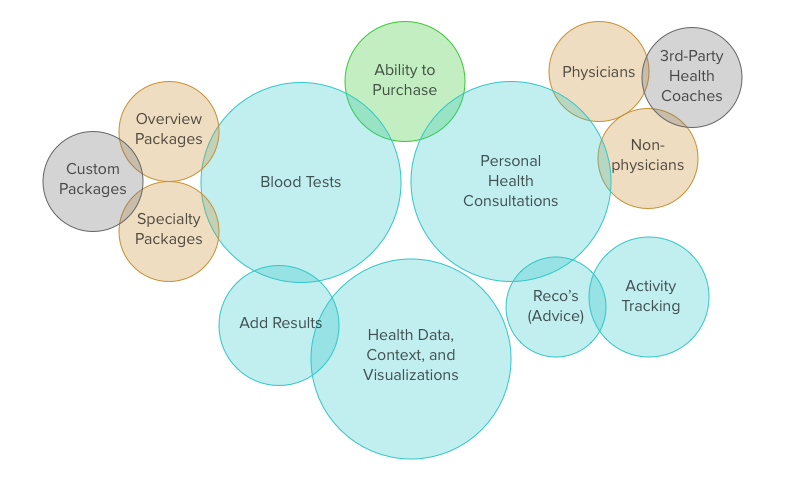 Ability to
Purchase
Physicians
3rd-Party
Health
Coaches
Overview
Packages
Custom
Packages
Specialty
Packages
Blood Tests
Personal
Health
Consultations
Non-
physicians
Add Results
Health Data,
Context, and
Visualizations
Reco’s
(Advice)
Activity
Tracking